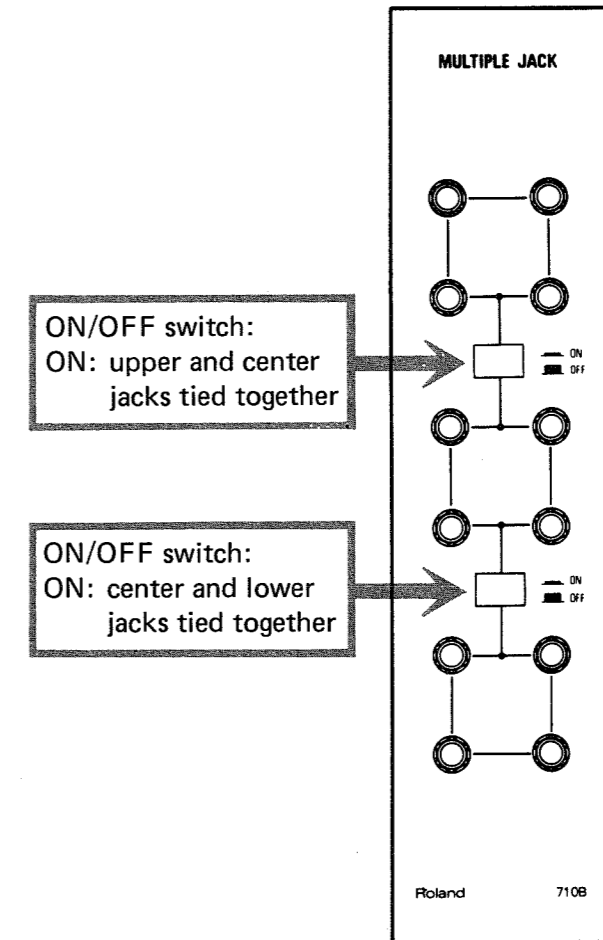 MULTIPLE JACK
ON/OFF switch:
ON: upper and center
jacks tied together
ON
OFF
ON/OFF switch:
ON: center and lower
jacks tied together
ON
OFF
Roland 710B